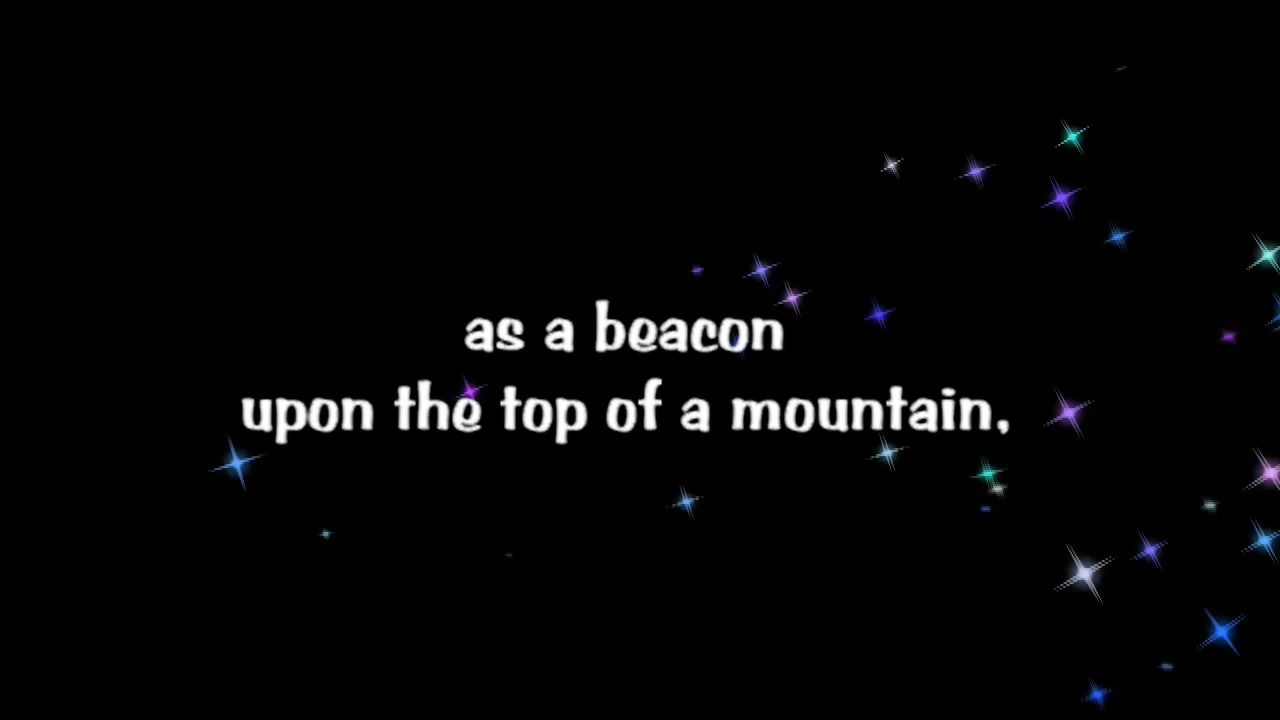 as a beacon
upon the top of a mountain,